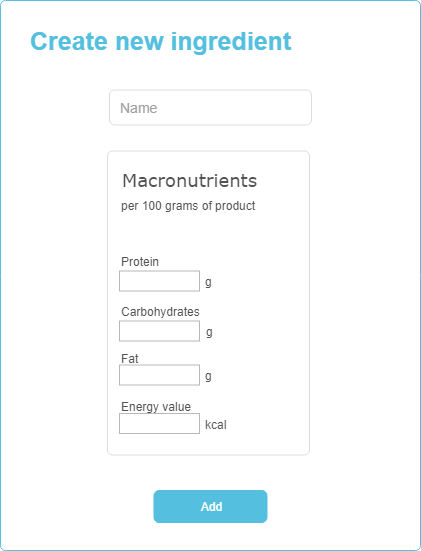 Create new ingredient
Name
Macronutrients
per 100 grams of product
Protein
g
Carbohydrates
g
Fat
g
Energy value
kcal
Add